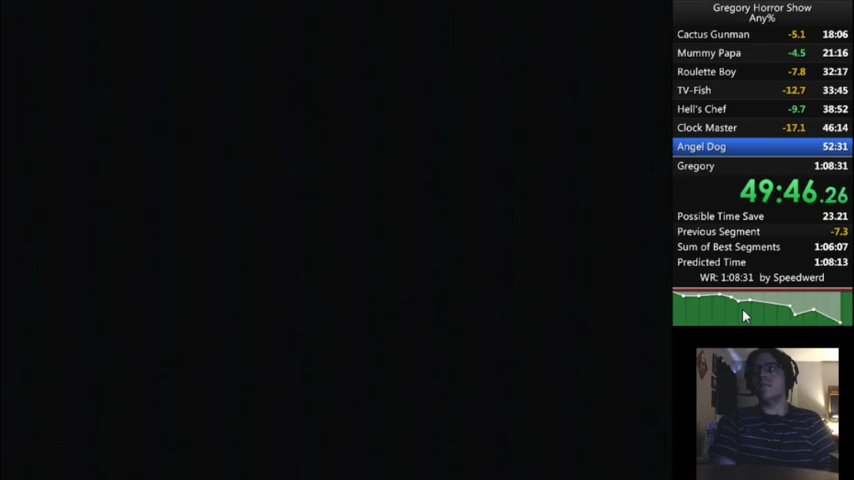 Gregory Horror Show
Any%
Cactus Gunman -5.1 18:06
Mummy Papa -4.5 21:16
Roulette Boy -7.8 32:17
TV-Fish -12.7 33:45
Hell's Chef -9.7 38:52
Clock Master -17.1 46:14
Angel Dog 52:31
Gregory 1:08:31
49:46.26
Possible Time Save 23.21
Previous Segment -7.3
Sum of Best Segments 1:06:07
Predicted Time 1:08:13
WR: 1:08:31 by Speedwerd